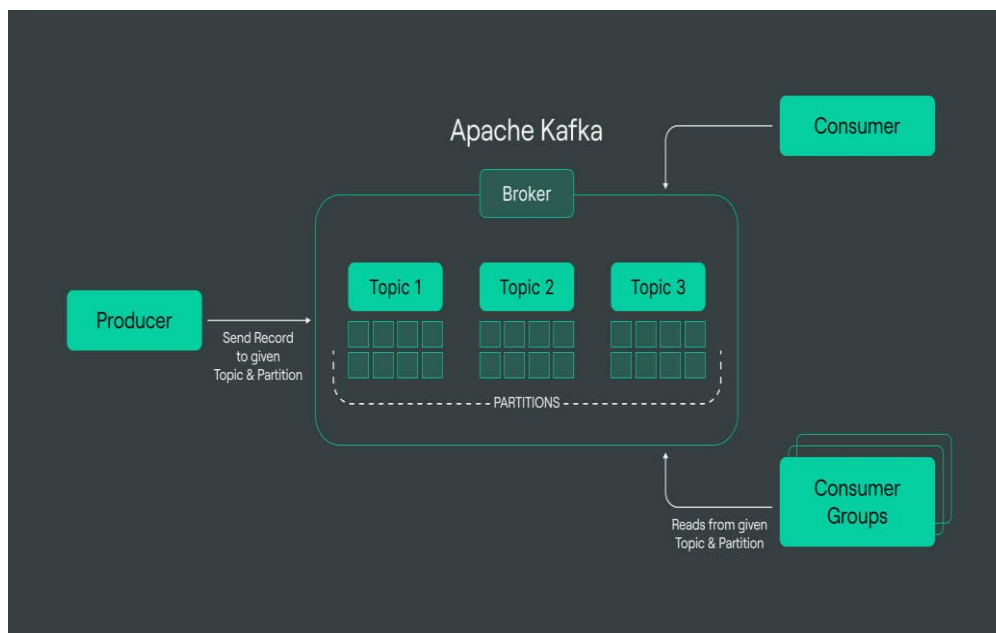 Apache Kafka
Consumer
Broker
Topic 1
Topic 2
Topic 3
Producer
Send Record
to given
Topic & Partition
PARTITIONS
Consumer
Groups
Reads from given
Topic & Partition